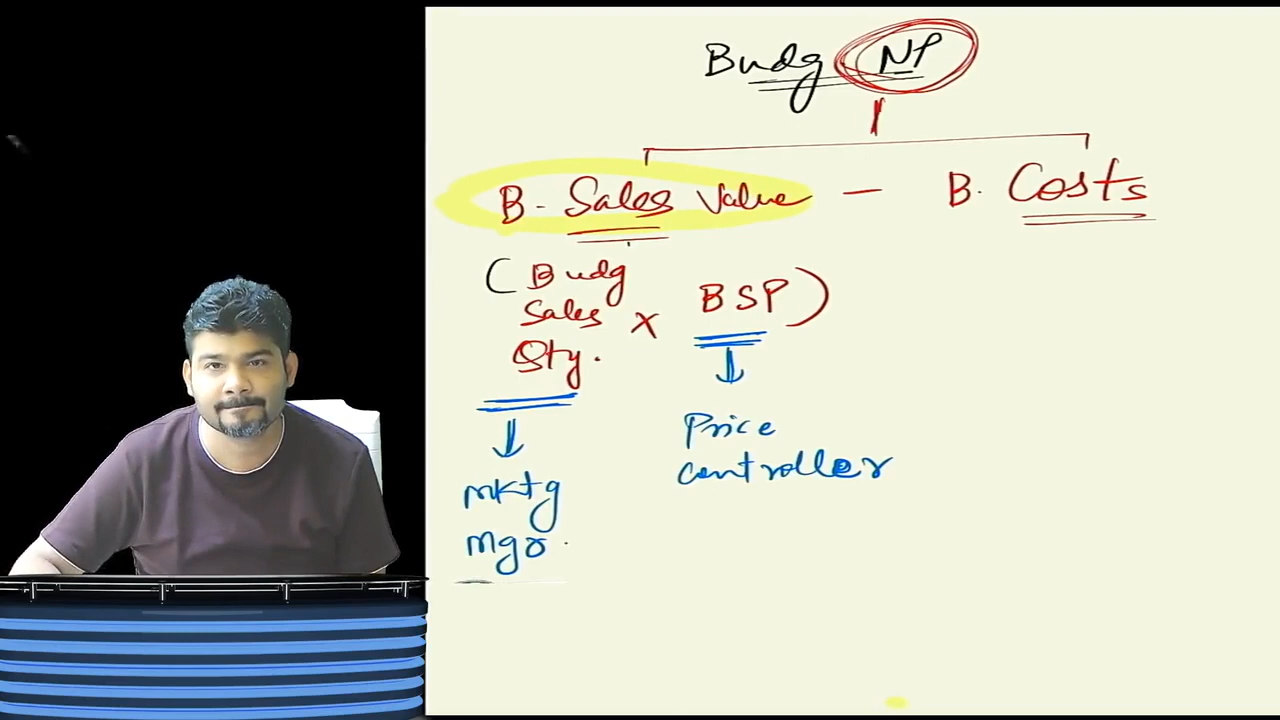 Budg NP
B. Sales Value - B. Costs
(Budg Sales Qty. x BSP)
Mktg Mgr.
Price controller